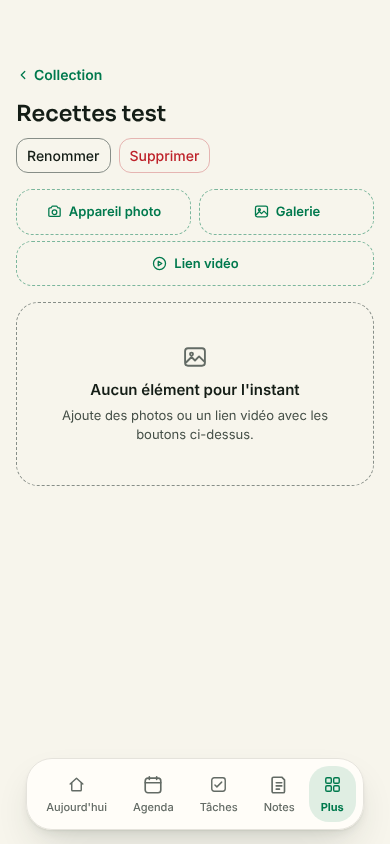 Collection
Recettes test
Renommer
Supprimer
Appareil photo
Galerie
Lien vidéo
Aucun élément pour l'instant
Ajoute des photos ou un lien vidéo avec les
boutons ci-dessus.
Aujourd'hui
Agenda
Tâches
Notes
Plus